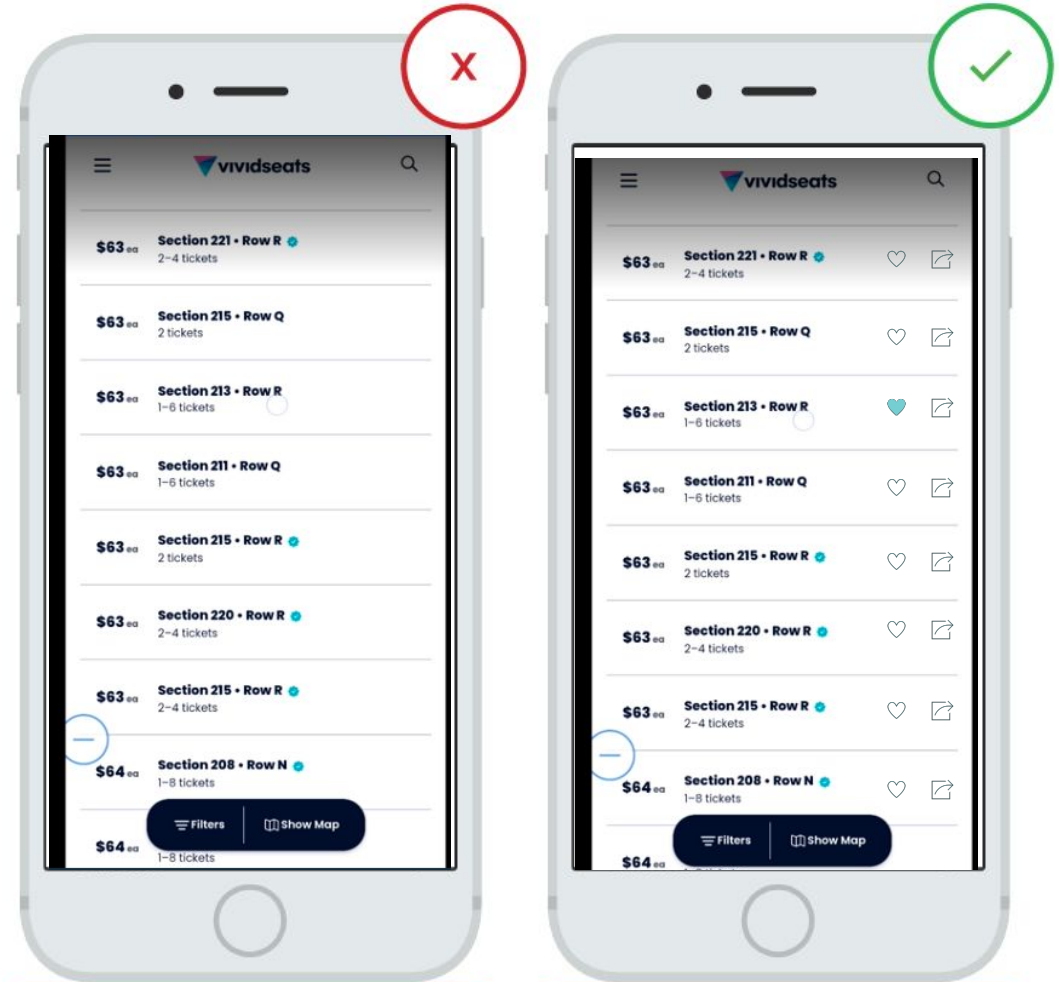 X
vividseats
$63 ea
Section 221 • Row R
2–4 tickets
$63 ea
Section 215 • Row Q
2 tickets
$63 ea
Section 213 • Row R
1–6 tickets
$63 ea
Section 211 • Row Q
1–6 tickets
$63 ea
Section 215 • Row R
2 tickets
$63 ea
Section 220 • Row R
2–4 tickets
$63 ea
Section 215 • Row R
2–4 tickets
$64 ea
Section 208 • Row N
1–8 tickets
Filters
Show Map
$64 ea
1–8 tickets
vividseats
$63 ea
Section 221 • Row R
2–4 tickets
$63 ea
Section 215 • Row Q
2 tickets
$63 ea
Section 213 • Row R
1–6 tickets
$63 ea
Section 211 • Row Q
1–6 tickets
$63 ea
Section 215 • Row R
2 tickets
$63 ea
Section 220 • Row R
2–4 tickets
$63 ea
Section 215 • Row R
2–4 tickets
$64 ea
Section 208 • Row N
1–8 tickets
Filters
Show Map
$64 ea